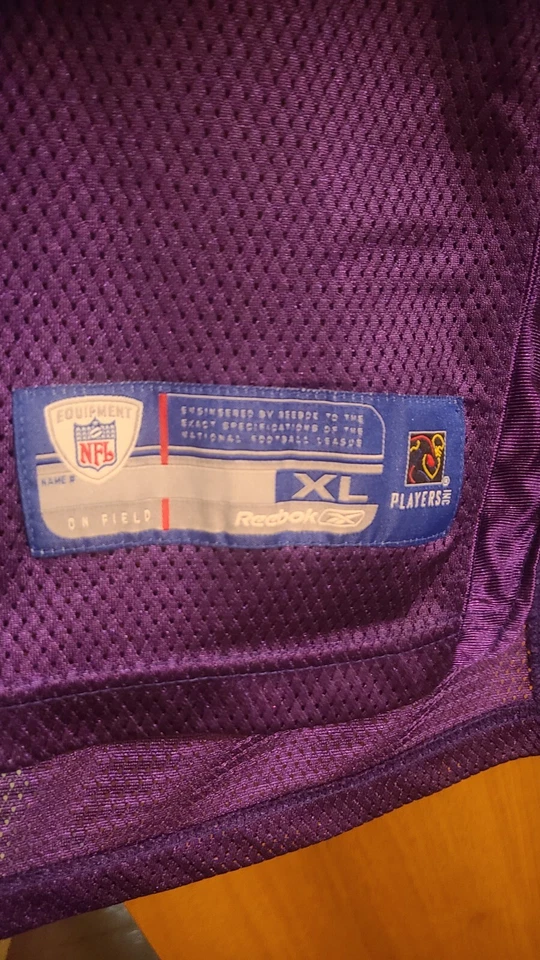 EQUIPMENT
NFL
ENGINEERED BY REEBOK TO THE
EXACT SPECIFICATIONS OF THE
NATIONAL FOOTBALL LEAGUE
NAME #
XL
ON FIELD
Reebok
PLAYERS INC